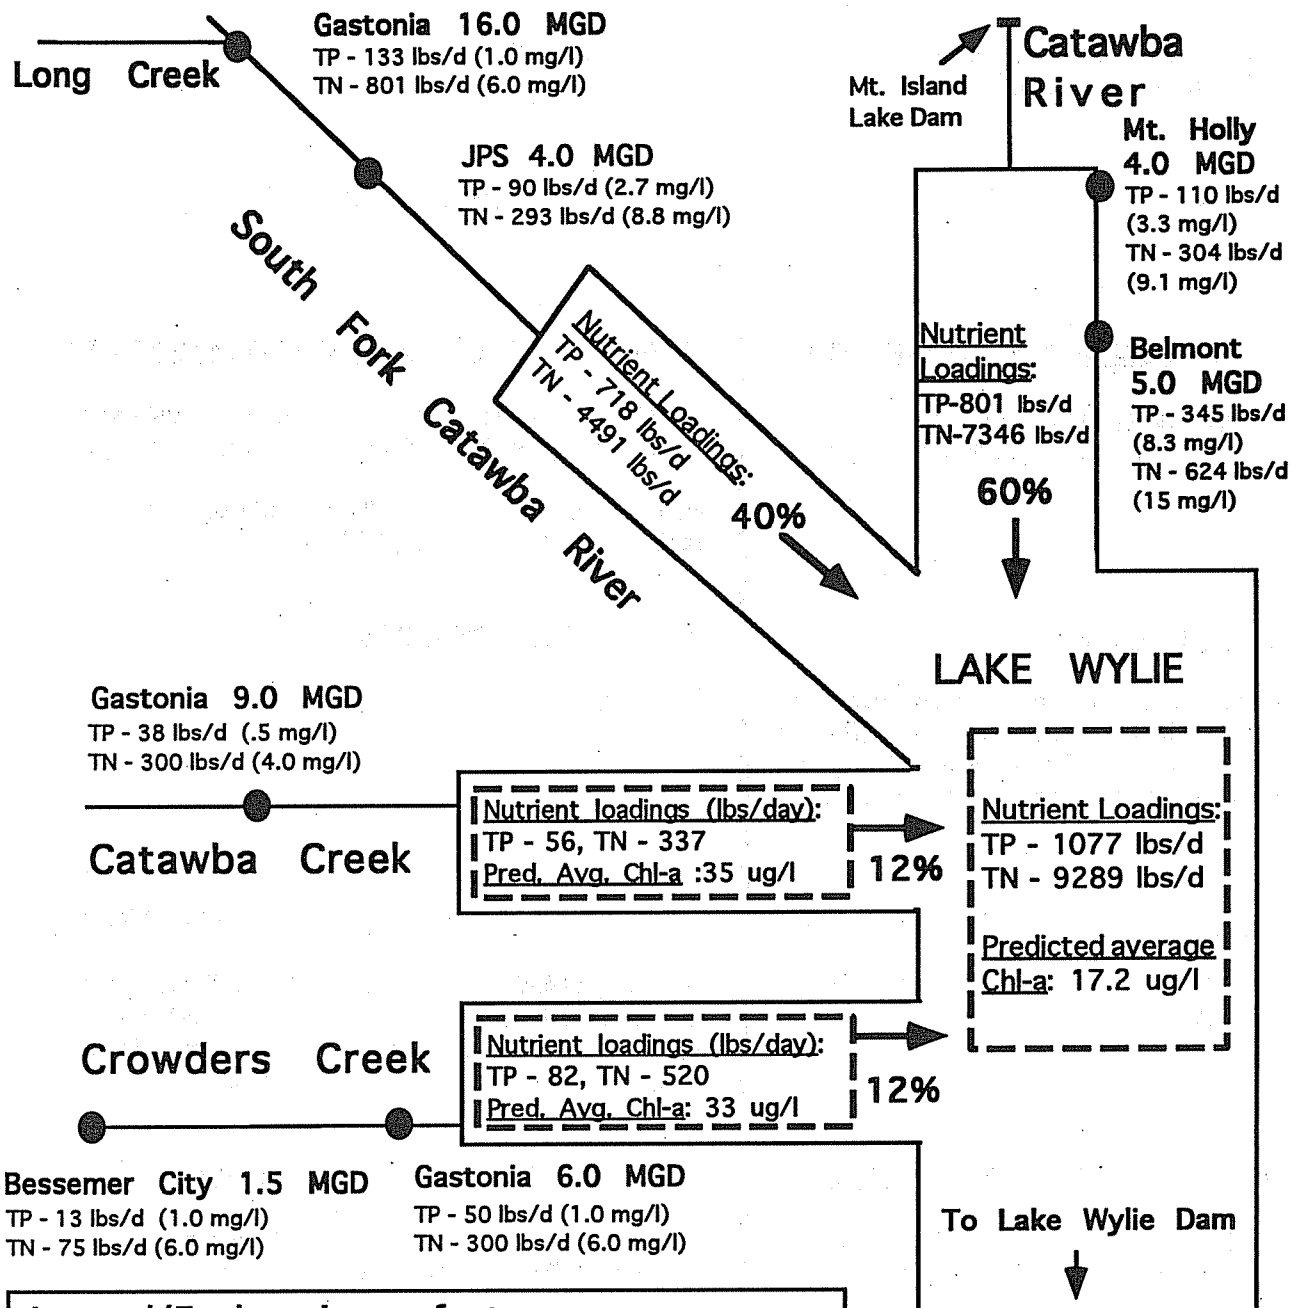 Gastonia 16.0 MGD
TP - 133 lbs/d (1.0 mg/l)
TN - 801 lbs/d (6.0 mg/l)
Long Creek
Catawba
River
Mt. Island
Lake Dam
Mt. Holly
4.0 MGD
TP - 110 lbs/d
(3.3 mg/l)
TN - 304 lbs/d
(9.1 mg/l)
JPS 4.0 MGD
TP - 90 lbs/d (2.7 mg/l)
TN - 293 lbs/d (8.8 mg/l)
South Fork Catawba River
Nutrient Loadings:
TP - 718 lbs/d
TN - 4491 lbs/d
40%
Nutrient
Loadings:
TP-801 lbs/d
TN-7346 lbs/d
60%
Belmont
5.0 MGD
TP - 345 lbs/d
(8.3 mg/l)
TN - 624 lbs/d
(15 mg/l)
LAKE WYLIE
Gastonia 9.0 MGD
TP - 38 lbs/d (.5 mg/l)
TN - 300 lbs/d (4.0 mg/l)
Catawba Creek
Nutrient loadings (lbs/day):
TP - 56, TN - 337
Pred. Avg. Chl-a :35 ug/l
12%
Nutrient Loadings:
TP - 1077 lbs/d
TN - 9289 lbs/d
Predicted average
Chl-a: 17.2 ug/l
Crowders Creek
Nutrient loadings (lbs/day):
TP - 82, TN - 520
Pred. Avg. Chl-a: 33 ug/l
12%
Bessemer City 1.5 MGD
TP - 13 lbs/d (1.0 mg/l)
TN - 75 lbs/d (6.0 mg/l)
Gastonia 6.0 MGD
TP - 50 lbs/d (1.0 mg/l)
TN - 300 lbs/d (6.0 mg/l)
To Lake Wylie Dam